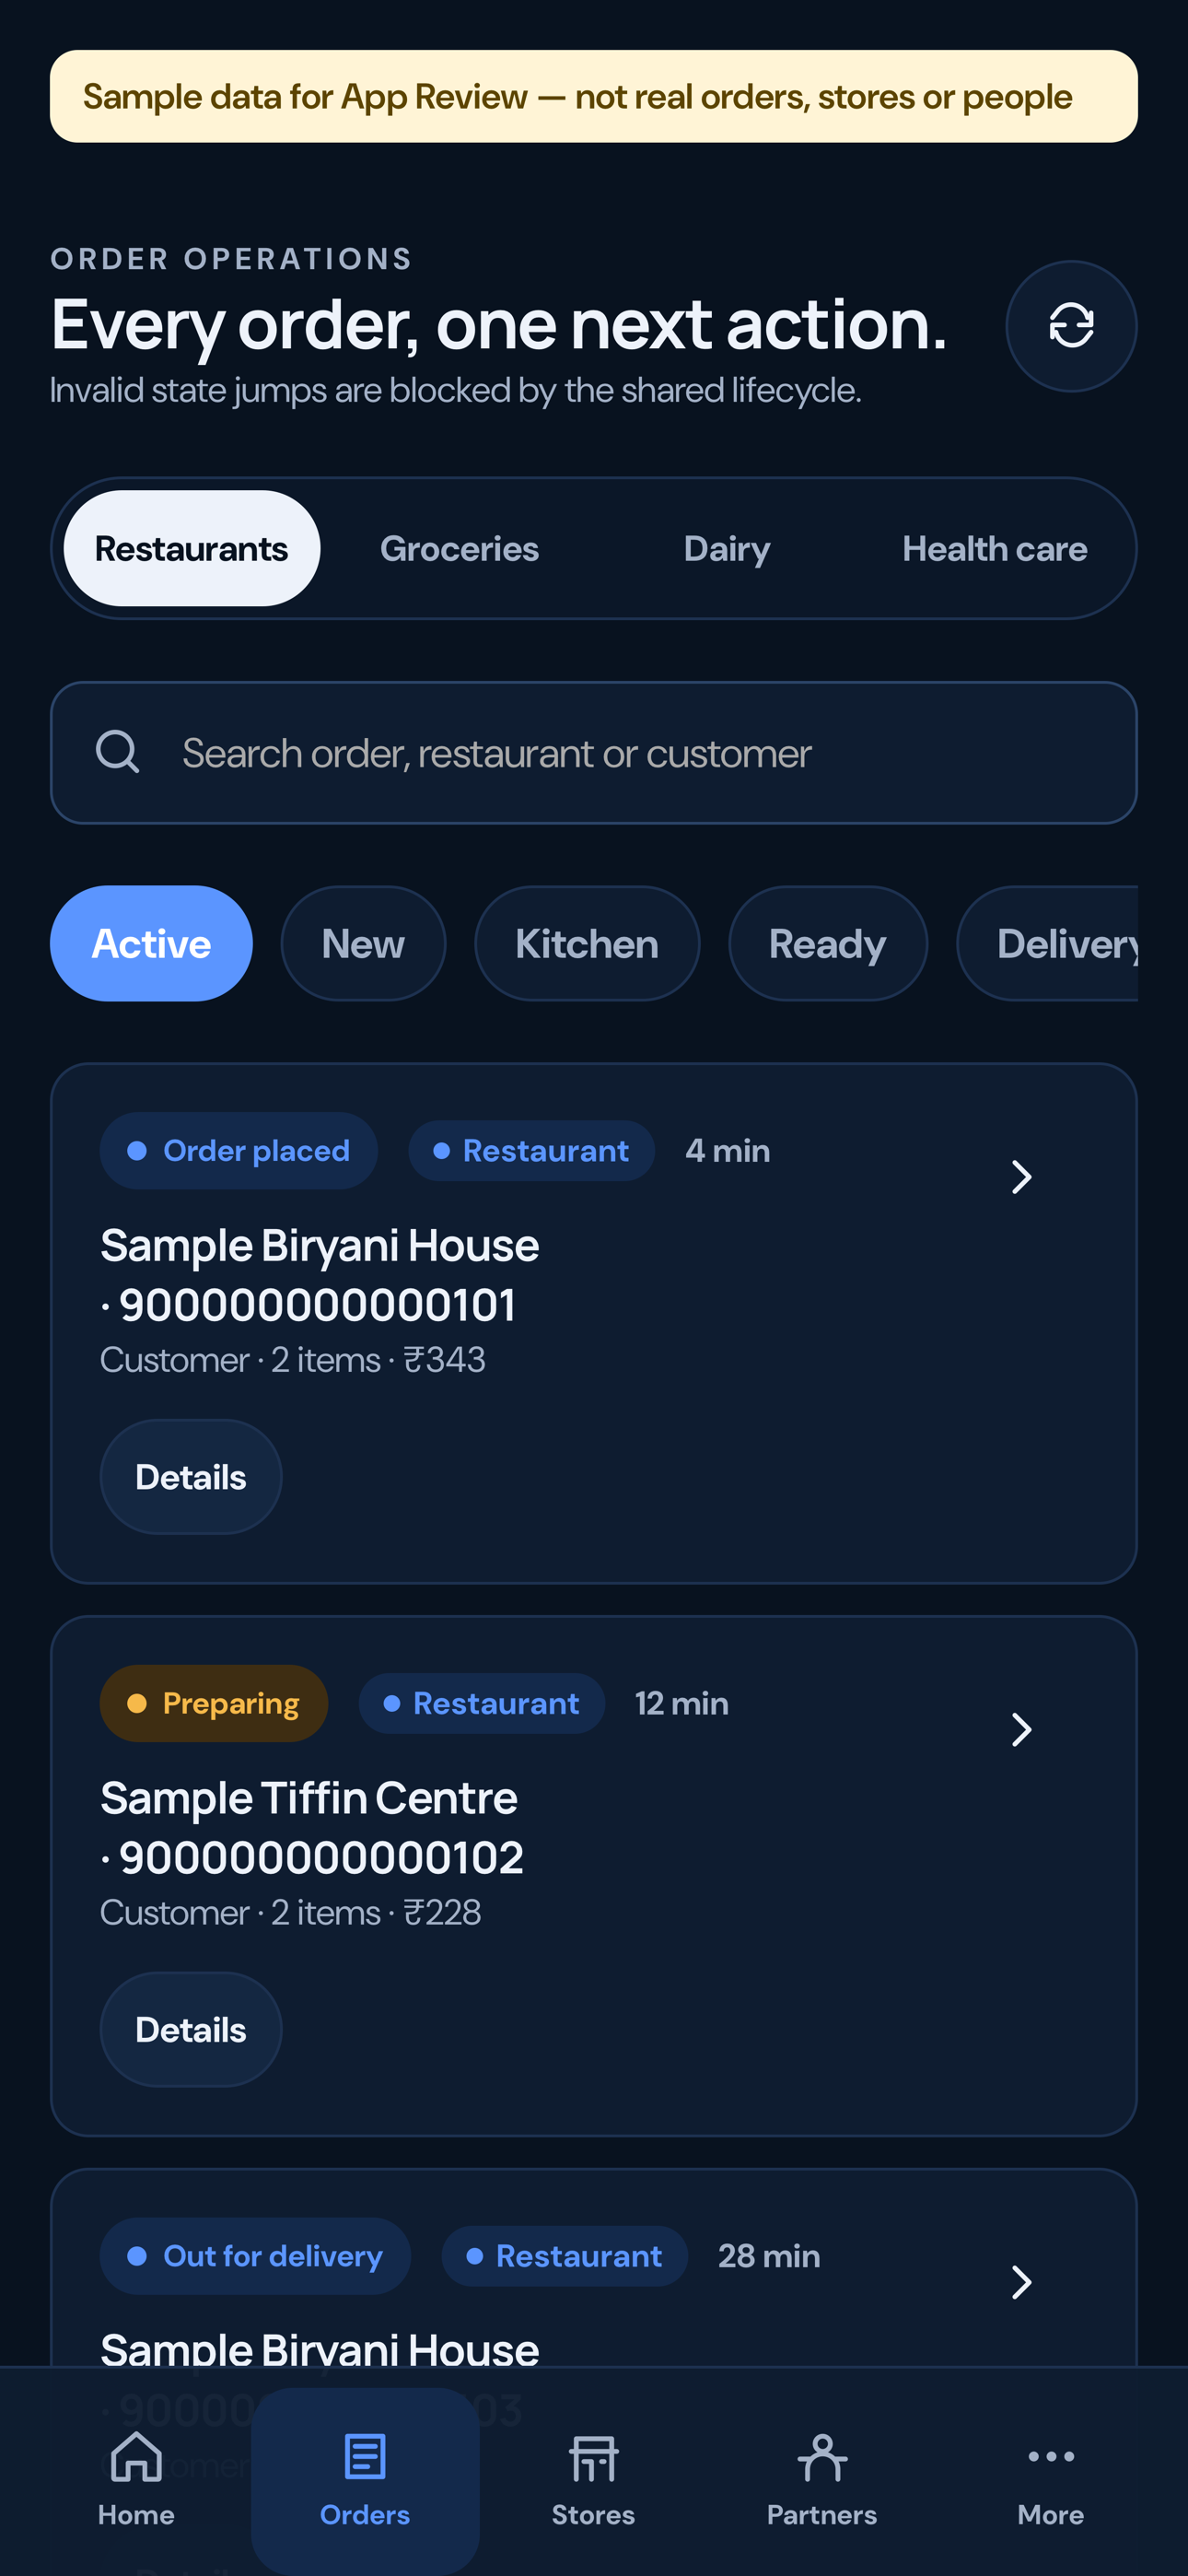 Sample data for App Review — not real orders, stores or people
ORDER OPERATIONS
Every order, one next action.
Invalid state jumps are blocked by the shared lifecycle.
Restaurants Groceries Dairy Health care
Search order, restaurant or customer
Active New Kitchen Ready Delivery
Order placed Restaurant 4 min
Sample Biryani House
· 900000000000101
Customer · 2 items · ₹343
Details
Preparing Restaurant 12 min
Sample Tiffin Centre
· 900000000000102
Customer · 2 items · ₹228
Details
Out for delivery Restaurant 28 min
Sample Biryani House
Home Orders Stores Partners More